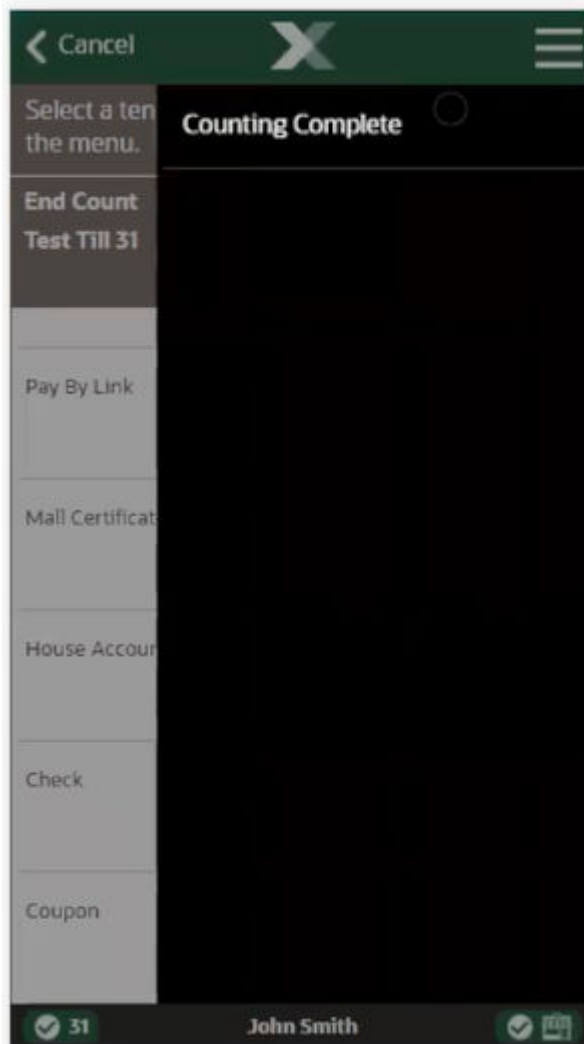 Cancel
Select a ten
the menu.
Counting Complete
End Count
Test Till 31
Pay By Link
Mall Certificat
House Accour
Check
Coupon
31
John Smith